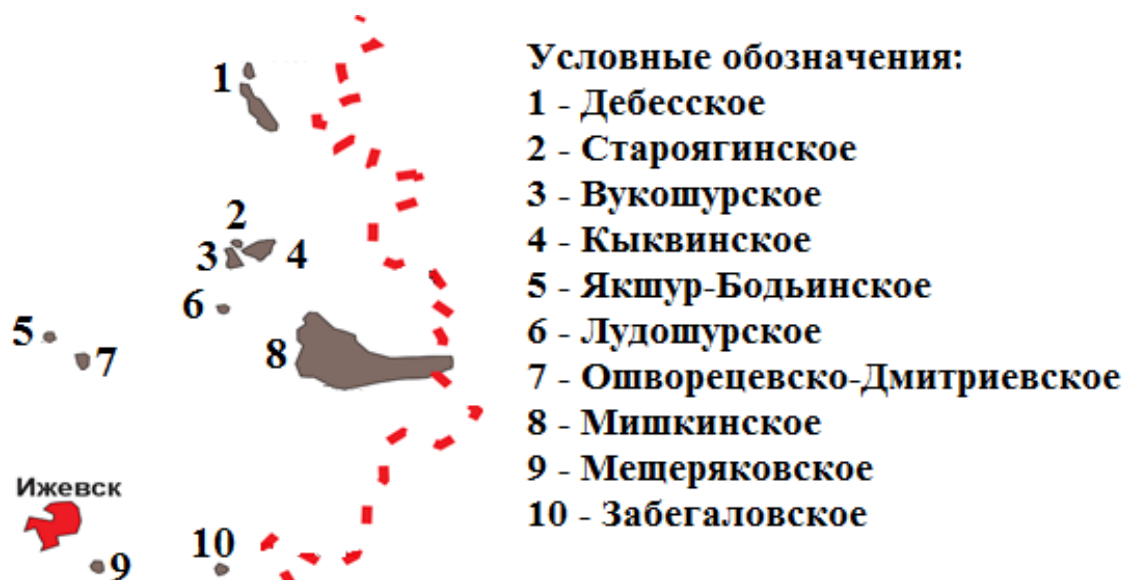 Условные обозначения:
1 - Дебесское
2 - Староягинское
3 - Вукошурское
4 - Кыквинское
5 - Якшур-Бодьинское
6 - Лудошурское
7 - Ошворецевско-Дмитриевское
8 - Мишкинское
9 - Мещеряковское
10 - Забегаловское
1
2
3
4
6
5
7
8
Ижевск
9
10